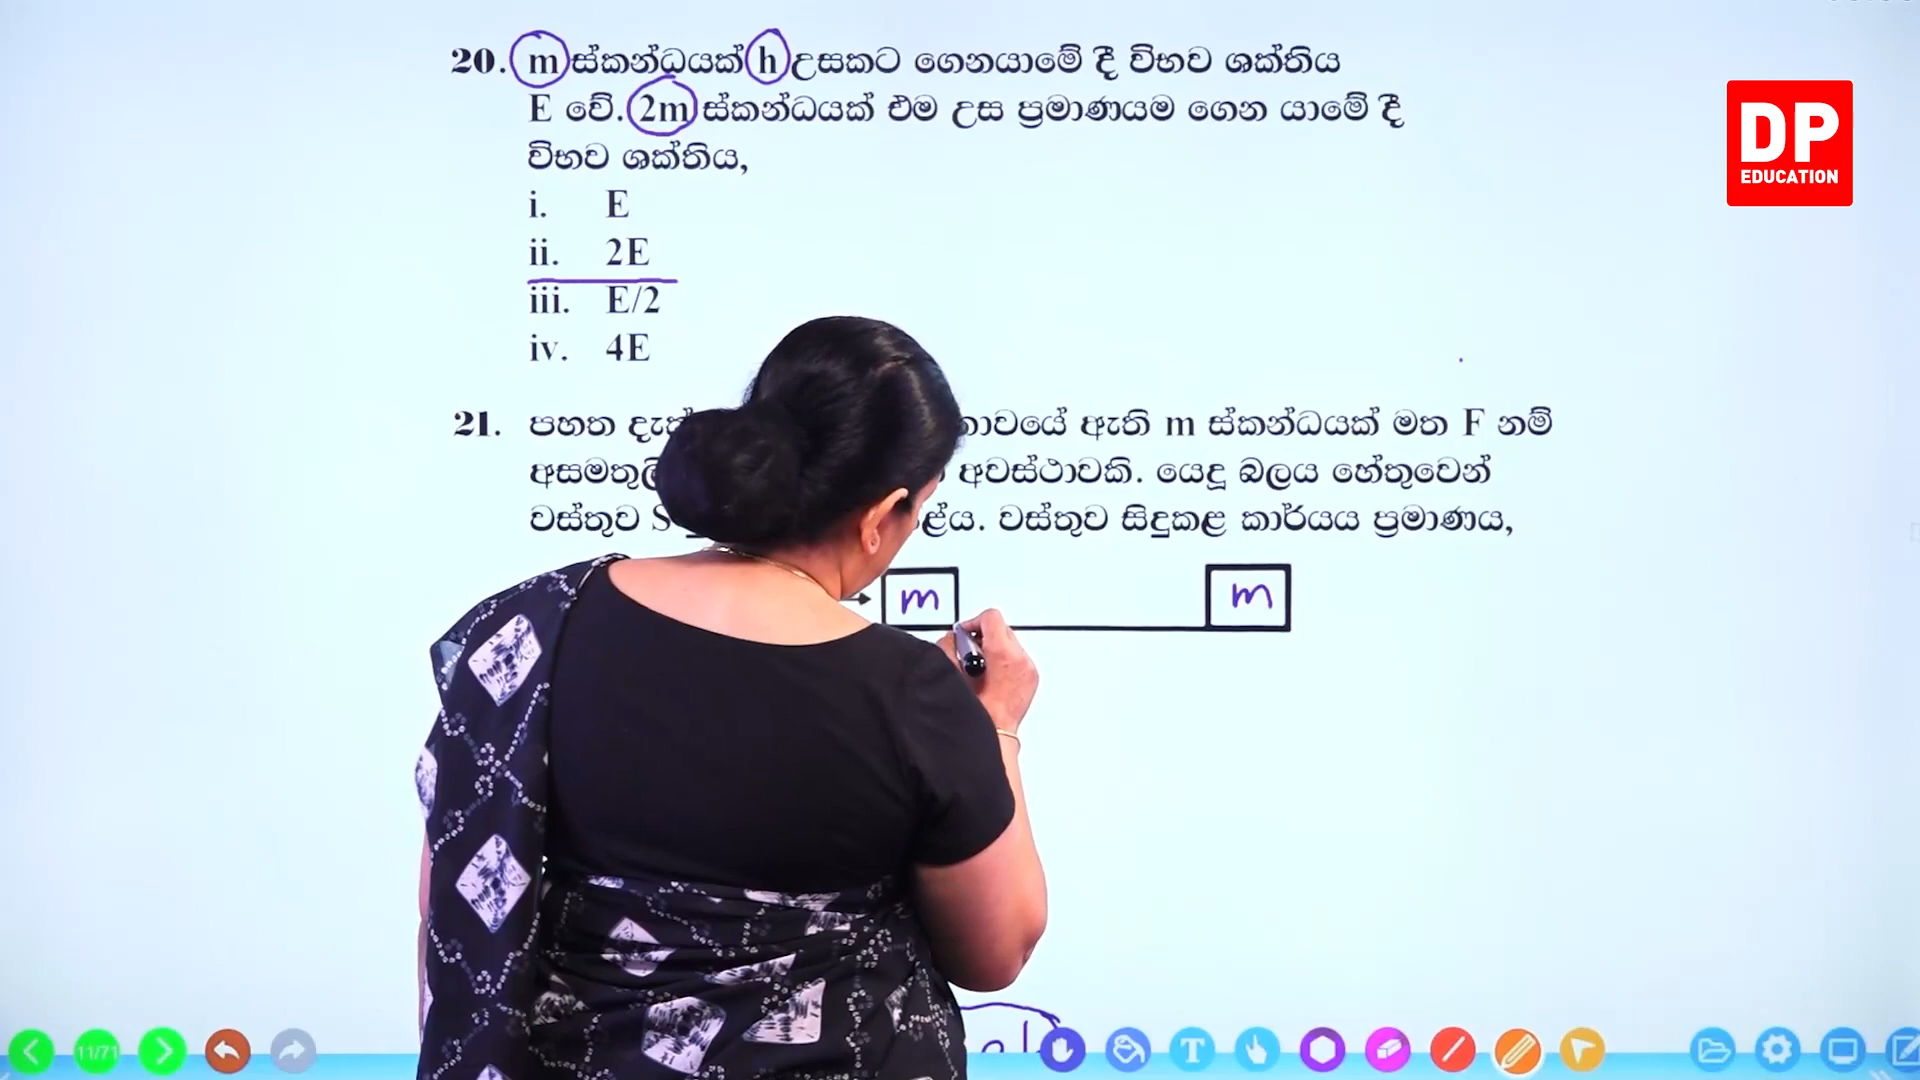 20. m ස්කන්ධයක් h උසකට ගෙනයාමේ දී විභව ශක්තිය
E වේ. 2m ස්කන්ධයක් එම උස ප්‍රමාණයම ගෙන යාමේ දී
විභව ශක්තිය,
i. E
ii. 2E
iii. E/2
iv. 4E
21. පහත ඇති m ස්කන්ධයක් මත F නම්
අවස්ථාවකි. යෙදූ බලය හේතුවෙන්
වස්තුව S වස්තුව සිදුකළ කාර්යය ප්‍රමාණය,
m m
DP
EDUCATION
11/71